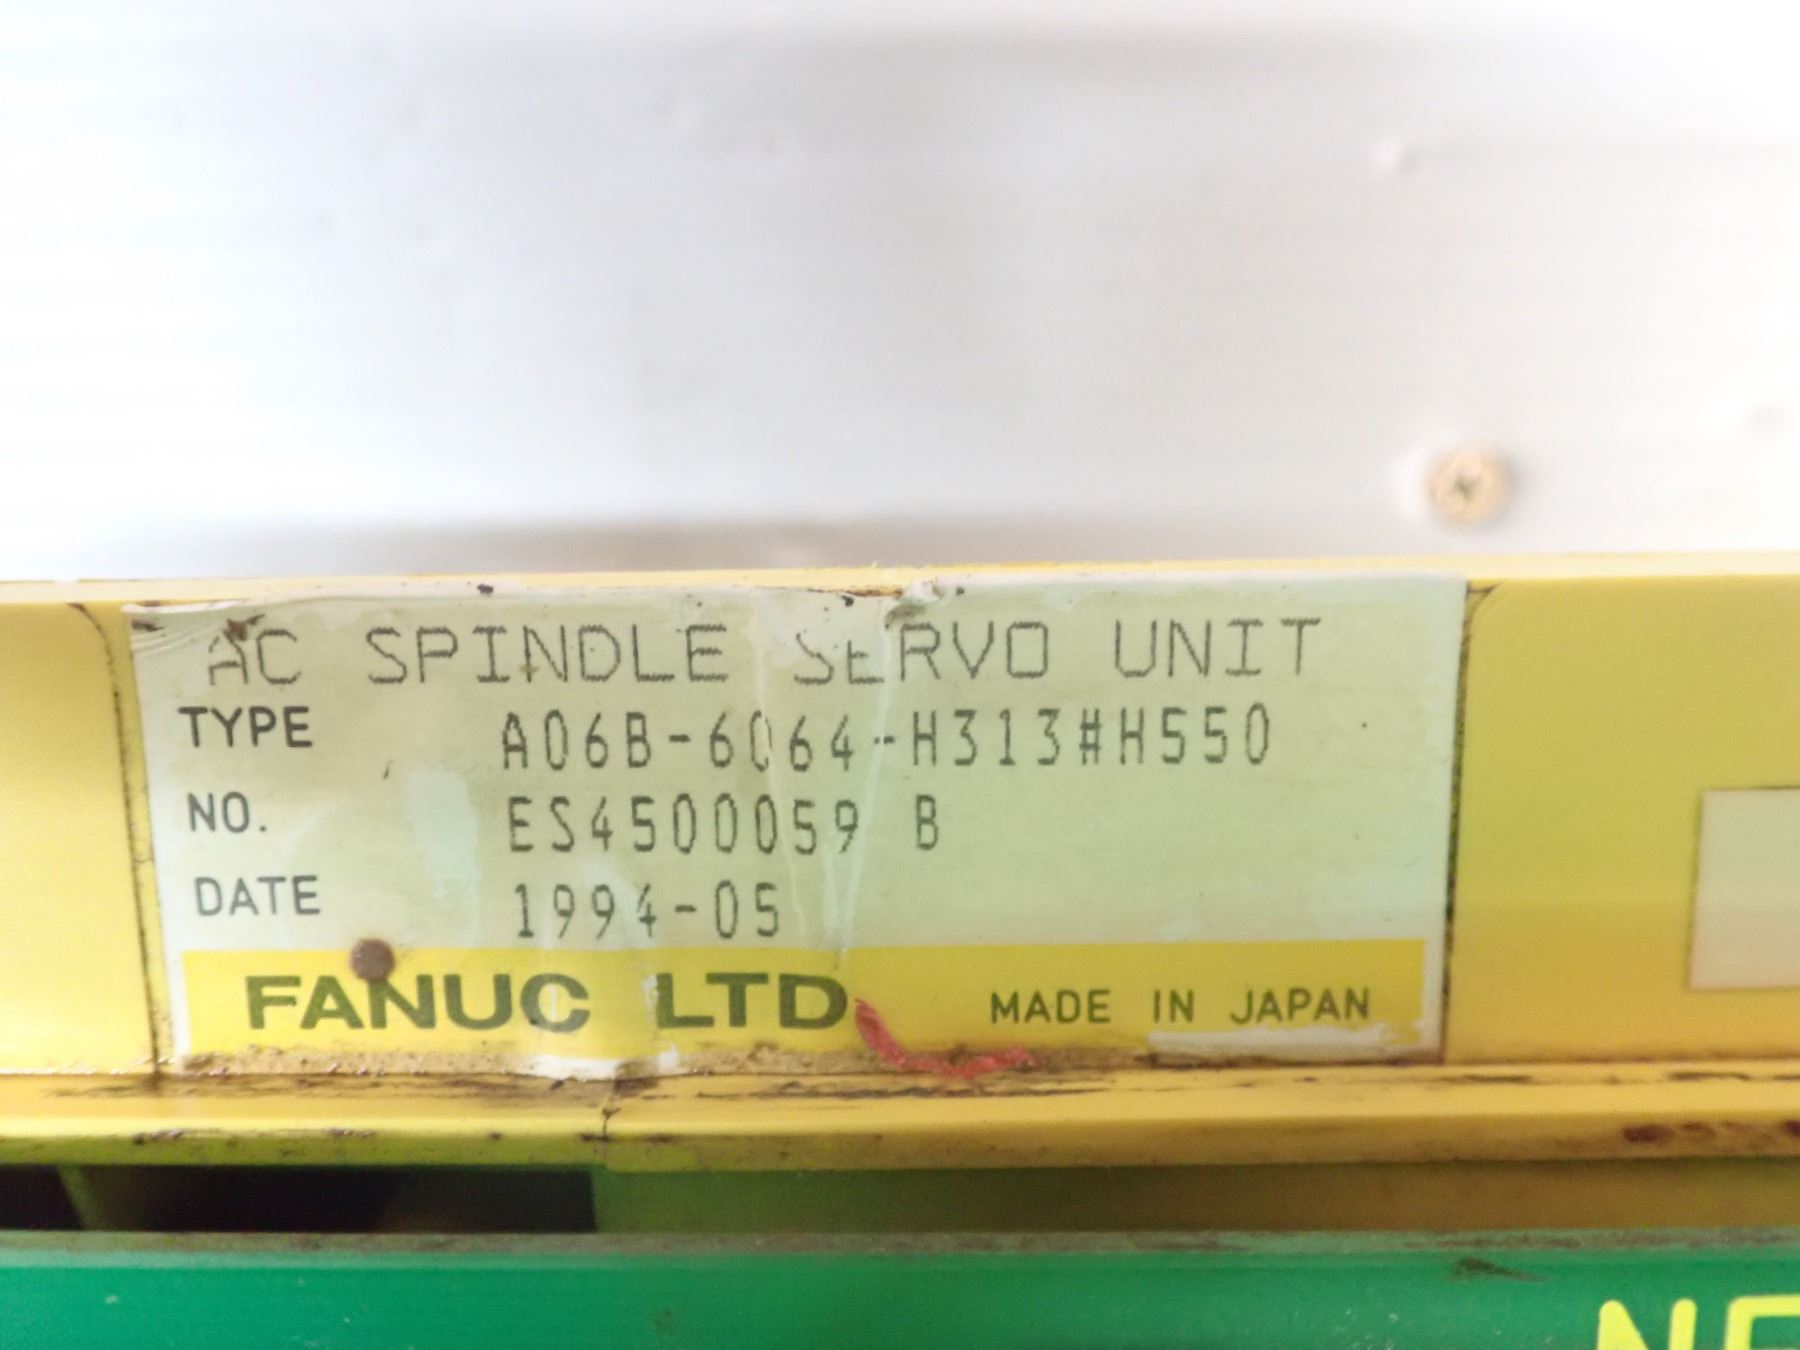 AC SPINDLE SERVO UNIT
TYPE A06B-6064-H313#H550
NO. ES4500059 B
DATE 1994-05
FANUC LTD MADE IN JAPAN